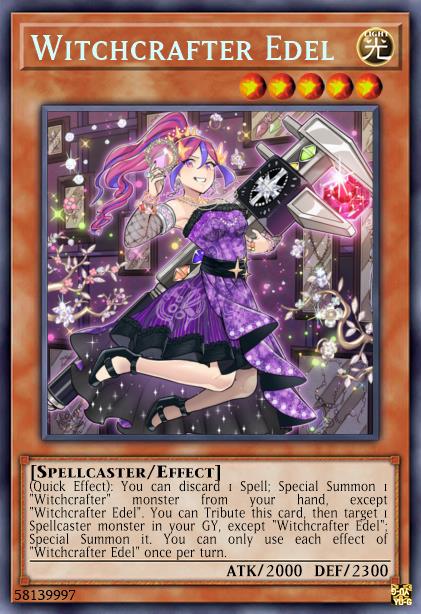 Witchcrafter Edel
LIGHT
光
[Spellcaster/Effect]
(Quick Effect): You can discard 1 Spell; Special Summon 1
"Witchcrafter" monster from your hand, except
"Witchcrafter Edel". You can Tribute this card, then target 1
Spellcaster monster in your GY, except "Witchcrafter Edel";
Special Summon it. You can only use each effect of
"Witchcrafter Edel" once per turn.
ATK/2000 DEF/2300
58139997